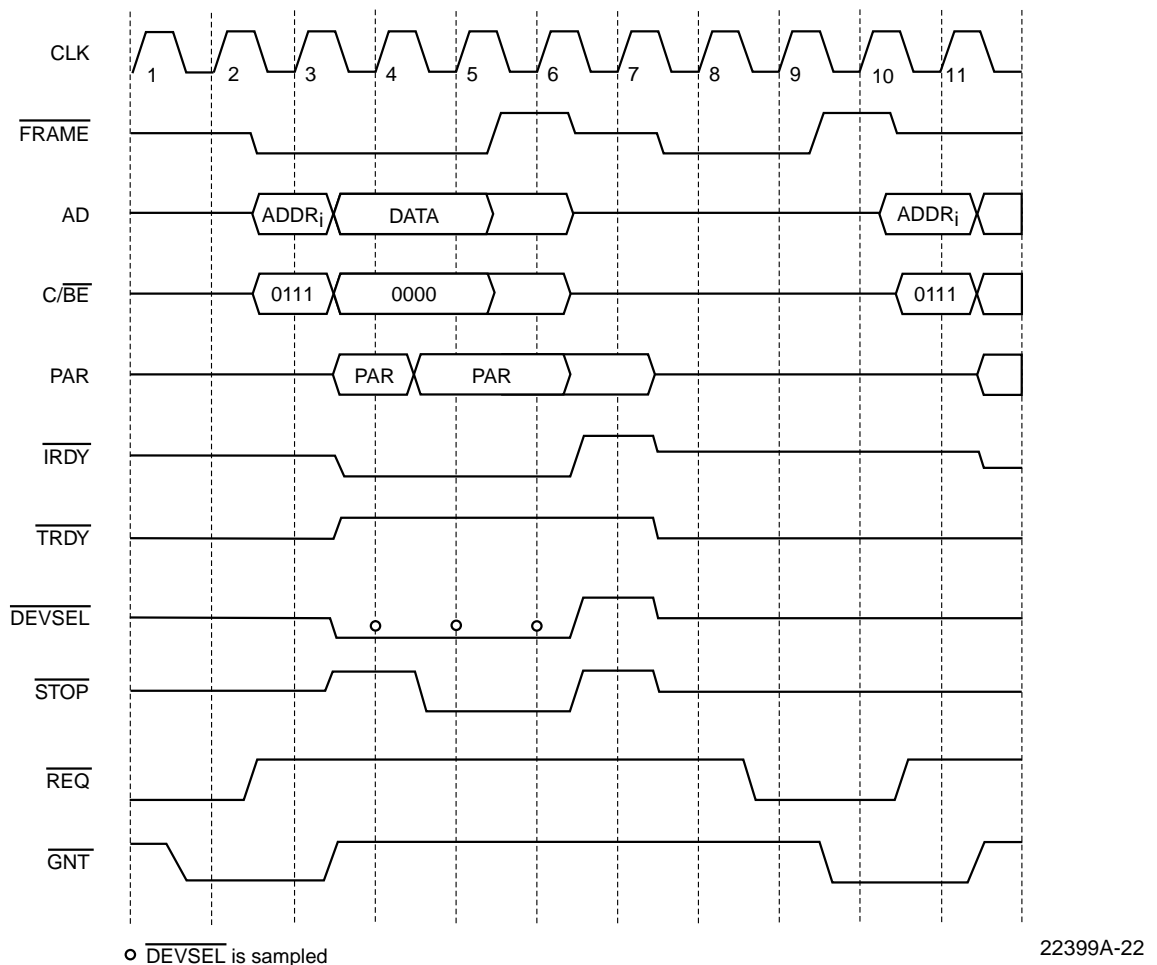 CLK
1 2 3 4 5 6 7 8 9 10 11
FRAME
AD
ADDRi DATA ADDRi
C/BE
0111 0000 0111
PAR
PAR PAR
IRDY
TRDY
DEVSEL
STOP
REQ
GNT
DEVSEL is sampled
22399A-22